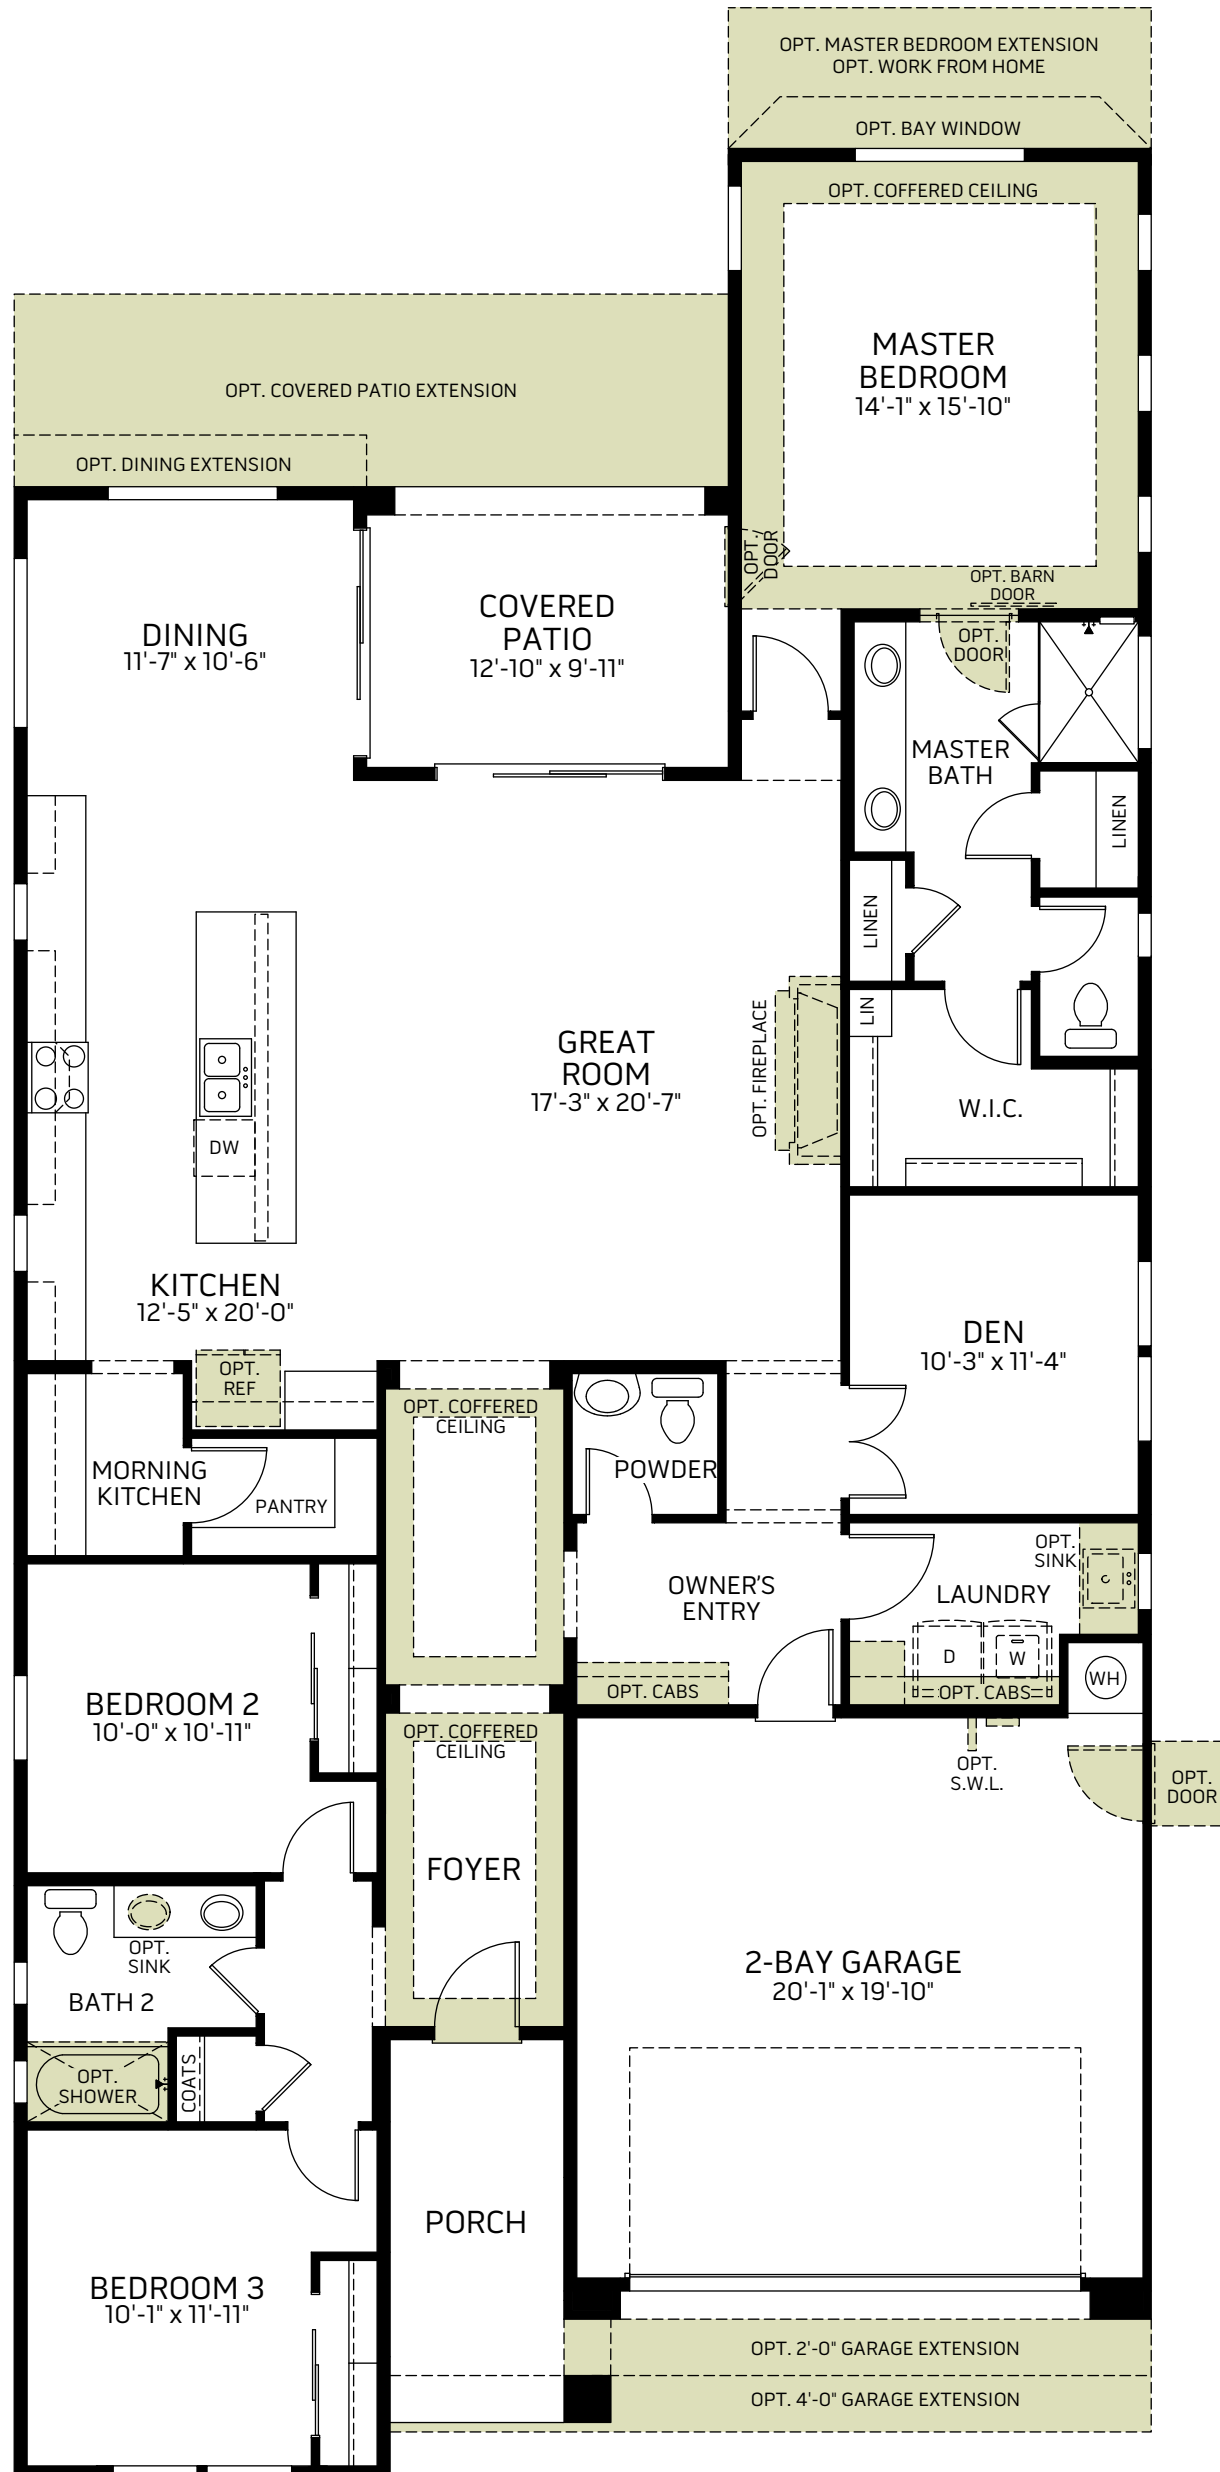 OPT. MASTER BEDROOM EXTENSION
OPT. WORK FROM HOME
OPT. BAY WINDOW
OPT. COFFERED CEILING
MASTER
BEDROOM
14'-1" x 15'-10"
OPT. COVERED PATIO EXTENSION
OPT. DINING EXTENSION
OPT.
DOOR
OPT. BARN
DOOR
DINING
11'-7" x 10'-6"
COVERED
PATIO
12'-10" x 9'-11"
OPT.
DOOR
MASTER
BATH
LINEN
LINEN
LIN
GREAT
ROOM
17'-3" x 20'-7"
OPT. FIREPLACE
W.I.C.
DW
KITCHEN
12'-5" x 20'-0"
DEN
10'-3" x 11'-4"
OPT.
REF
OPT. COFFERED
CEILING
MORNING
KITCHEN
PANTRY
POWDER
OPT.
SINK
OWNER'S
ENTRY
LAUNDRY
D
W
WH
OPT. CABS
OPT. CABS
BEDROOM 2
10'-0" x 10'-11"
OPT. COFFERED
CEILING
OPT.
S.W.L.
OPT.
DOOR
FOYER
OPT.
SINK
BATH 2
2-BAY GARAGE
20'-1" x 19'-10"
OPT.
SHOWER
COATS
PORCH
BEDROOM 3
10'-1" x 11'-11"
OPT. 2'-0" GARAGE EXTENSION
OPT. 4'-0" GARAGE EXTENSION